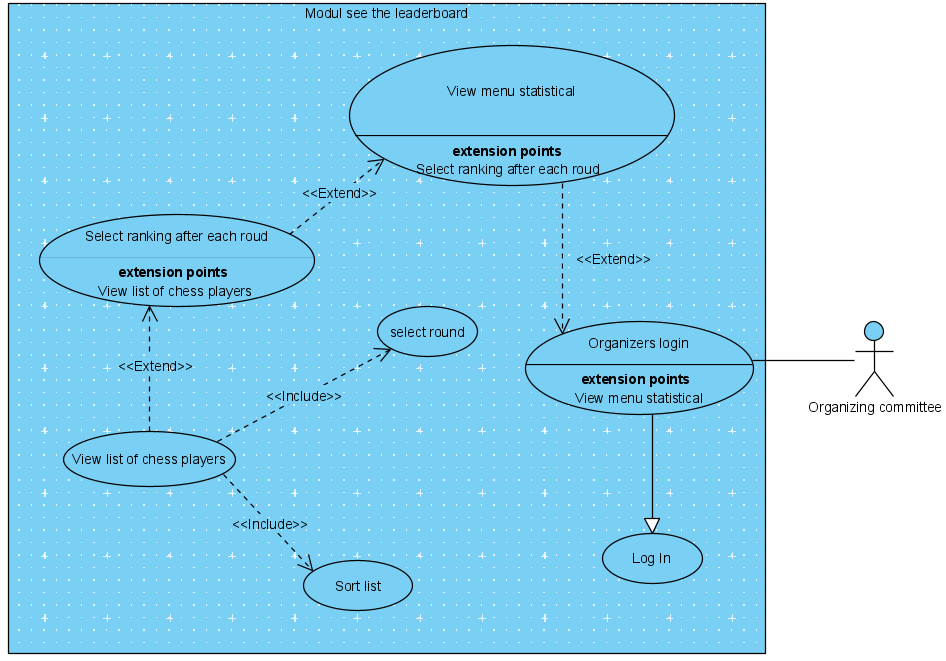 Modul see the leaderboard
View menu statistical
extension points
Select ranking after each roud
<<Extend>>
Select ranking after each roud
extension points
View list of chess players
<<Extend>>
select round
Organizers login
extension points
View menu statistical
<<Extend>>
<<Include>>
Organizing committee
View list of chess players
<<Include>>
Log In
Sort list